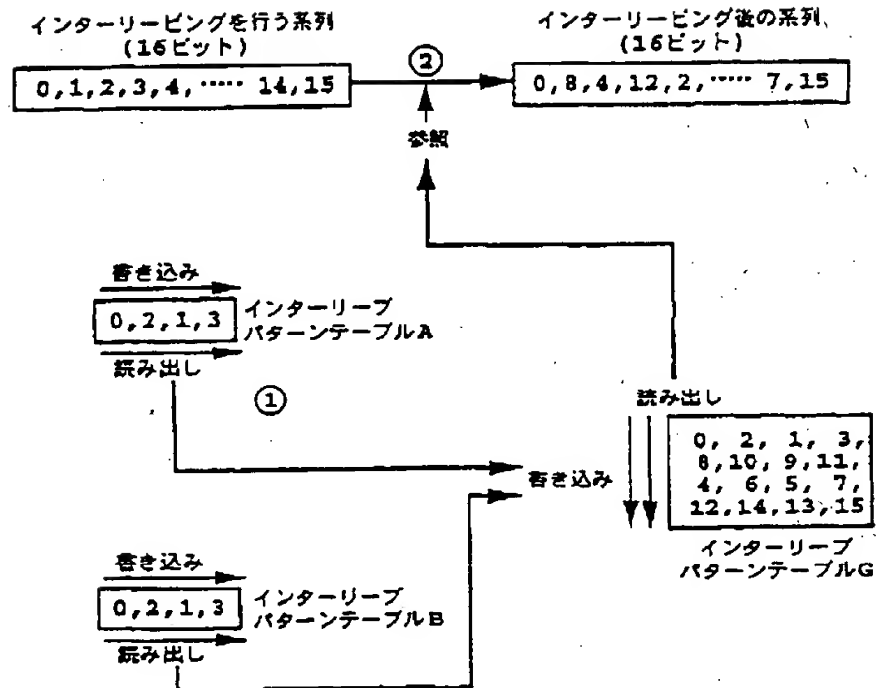 インターリービングを行う系列
(16ビット)
0,1,2,3,4,‥‥‥ 14,15
②
インターリービング後の系列
(16ビット)
0,8,4,12,2,‥‥‥ 7,15
参照
書き込み
0,2,1,3
インターリーブ
パターンテーブルA
読み出し
①
読み出し
書き込み
0, 2, 1, 3,
8,10, 9,11,
4, 6, 5, 7,
12,14,13,15
インターリーブ
パターンテーブルG
書き込み
0,2,1,3
インターリーブ
パターンテーブルB
読み出し